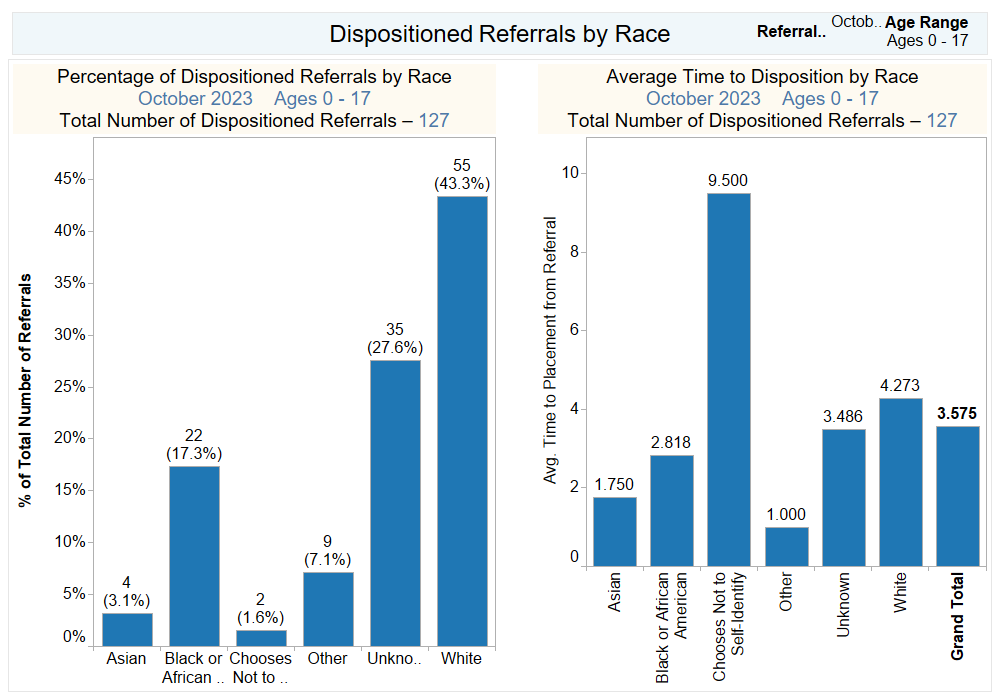 Dispositioned Referrals by Race
Referral..
Octob..
Age Range
Ages 0 - 17
Percentage of Dispositioned Referrals by Race
October 2023 Ages 0 - 17
Total Number of Dispositioned Referrals – 127
% of Total Number of Referrals
45%
40%
35%
30%
25%
20%
15%
10%
5%
0%
4
(3.1%)
22
(17.3%)
2
(1.6%)
9
(7.1%)
35
(27.6%)
55
(43.3%)
Asian
Black or
African ..
Chooses
Not to ..
Other
Unkno..
White
Average Time to Disposition by Race
October 2023 Ages 0 - 17
Total Number of Dispositioned Referrals – 127
Avg. Time to Placement from Referral
10
8
6
4
2
0
1.750
2.818
9.500
1.000
3.486
4.273
3.575
Asian
Black or African
American
Chooses Not to
Self-Identify
Other
Unknown
White
Grand Total